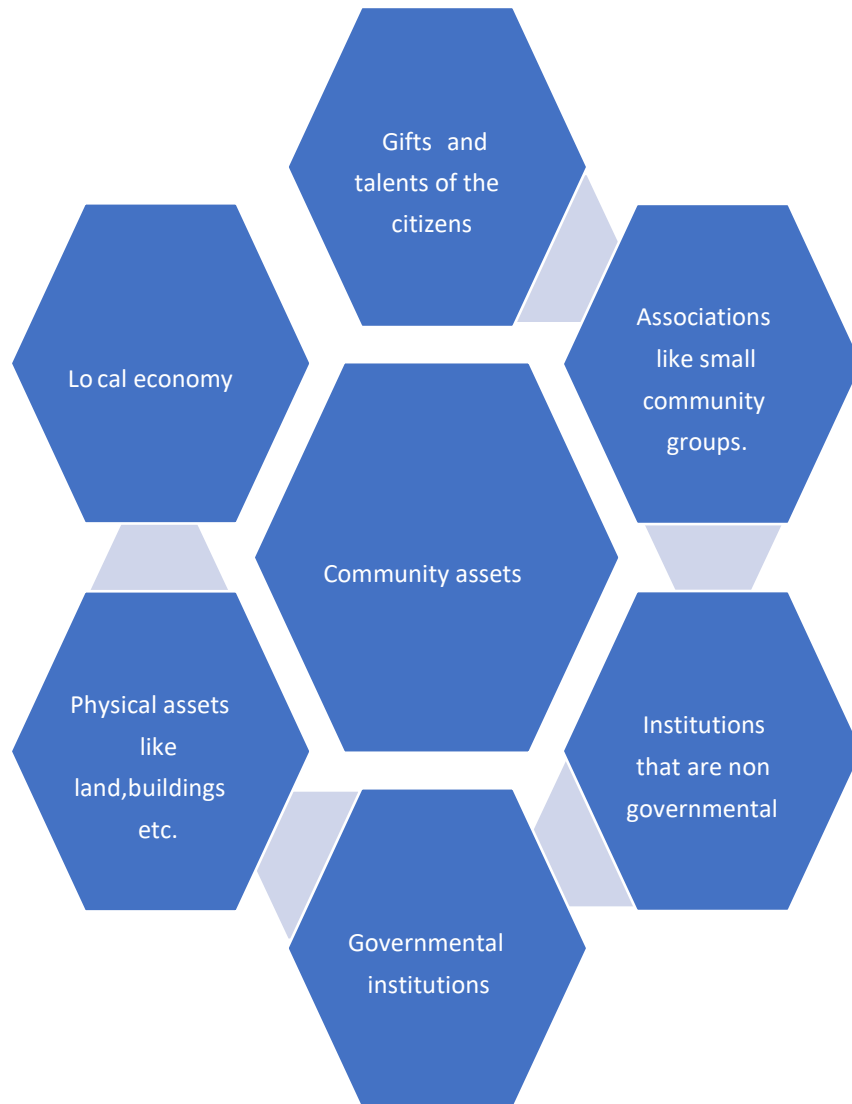 Gifts and
talents of the
citizens
Associations
like small
community
groups.
Institutions
that are non
governmental
Governmental
institutions
Physical assets
like
land,buildings
etc.
Lo cal economy
Community assets